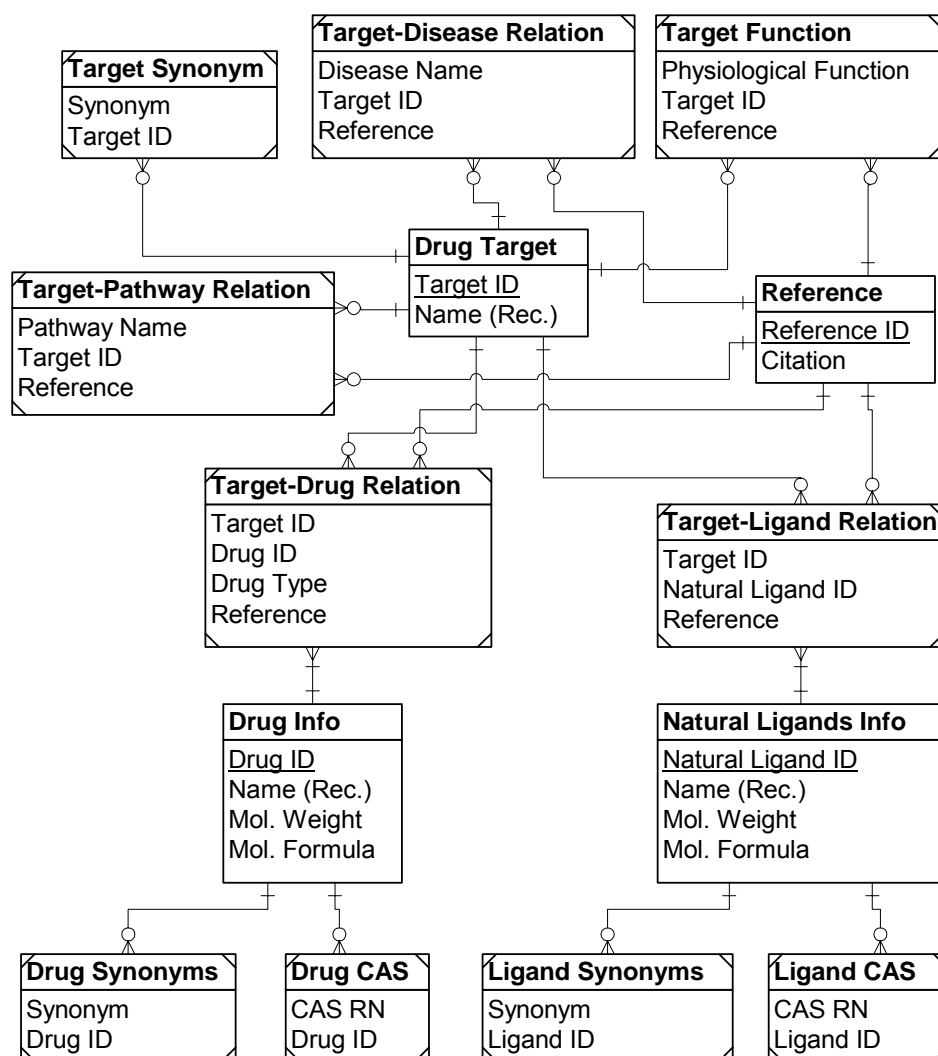 Target Synonym
Synonym
Target ID
Target-Disease Relation
Disease Name
Target ID
Reference
Target Function
Physiological Function
Target ID
Reference
Drug Target
Target ID
Name (Rec.)
Target-Pathway Relation
Pathway Name
Target ID
Reference
Reference
Reference ID
Citation
Target-Drug Relation
Target ID
Drug ID
Drug Type
Reference
Target-Ligand Relation
Target ID
Natural Ligand ID
Reference
Drug Info
Drug ID
Name (Rec.)
Mol. Weight
Mol. Formula
Natural Ligands Info
Natural Ligand ID
Name (Rec.)
Mol. Weight
Mol. Formula
Drug Synonyms
Synonym
Drug ID
Drug CAS
CAS RN
Drug ID
Ligand Synonyms
Synonym
Ligand ID
Ligand CAS
CAS RN
Ligand ID